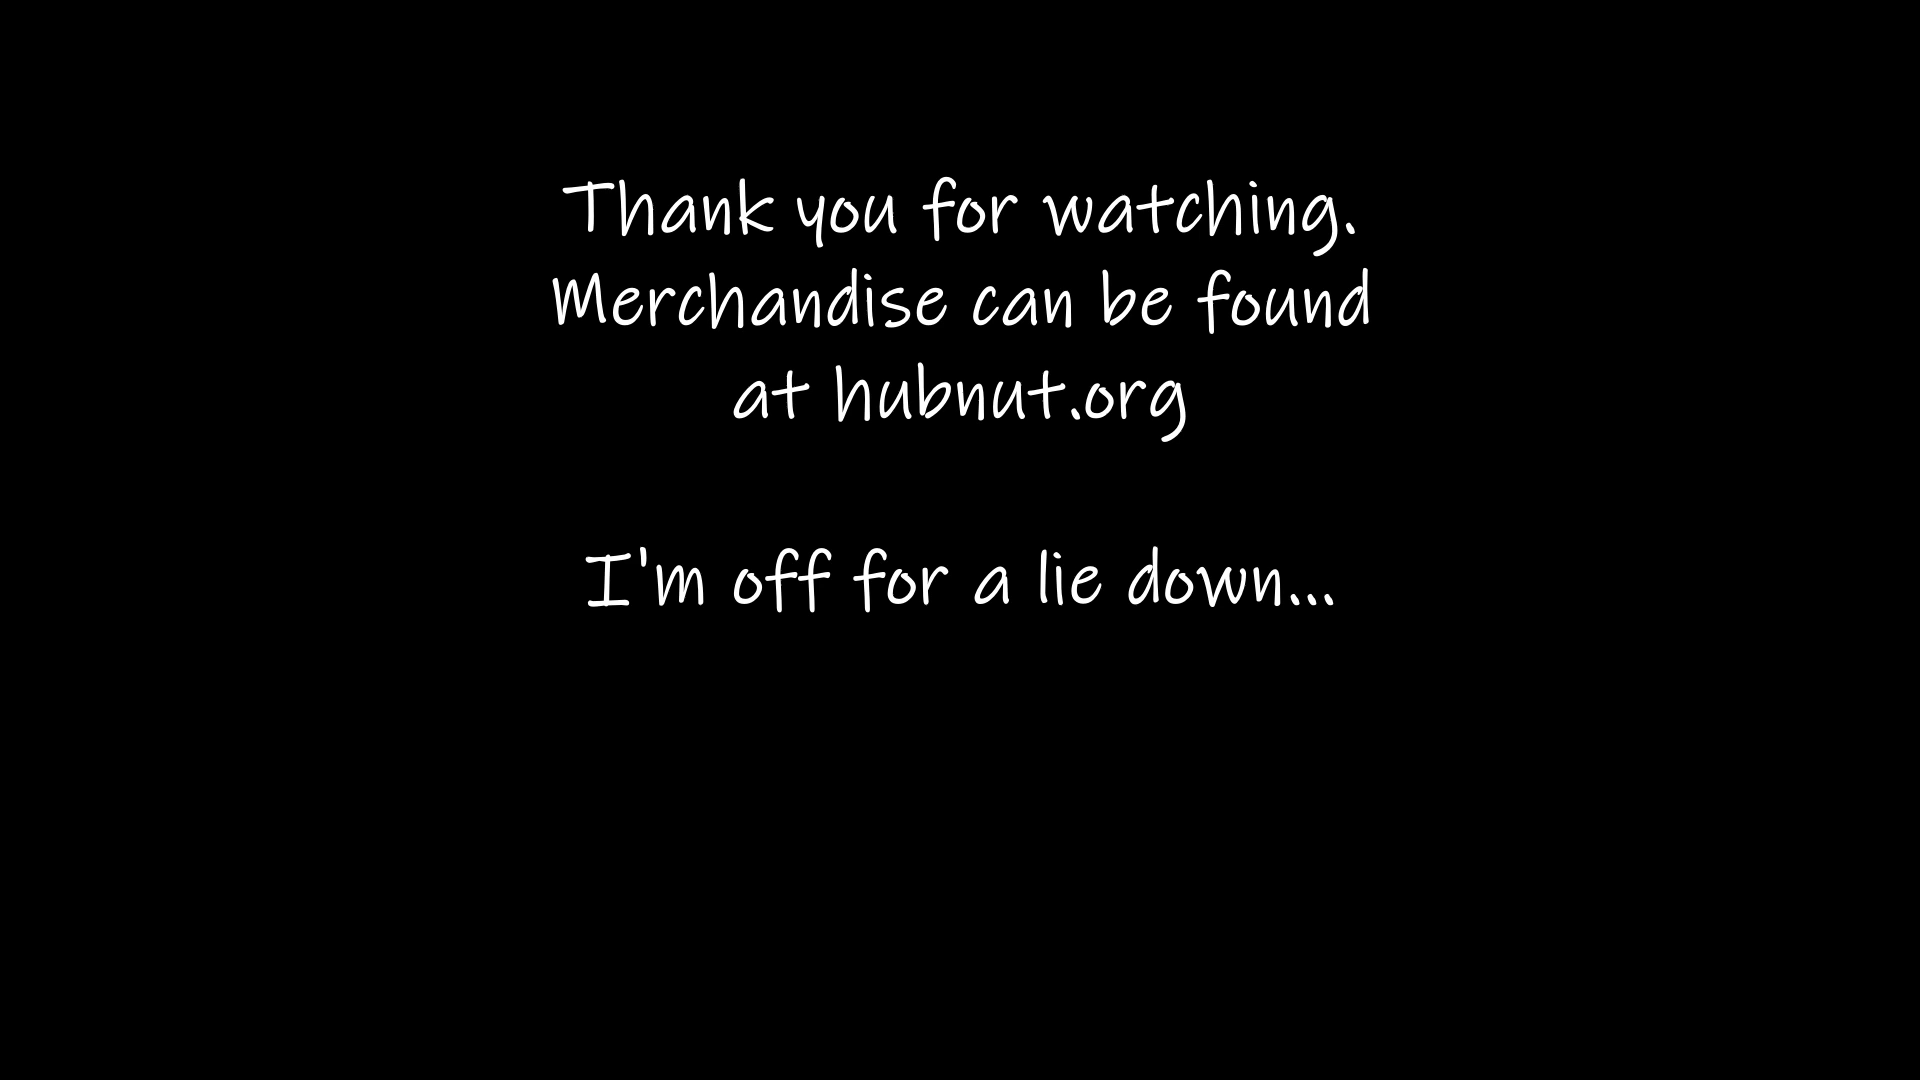 Thank you for watching.
Merchandise can be found
at hubnut.org
I'm off for a lie down...